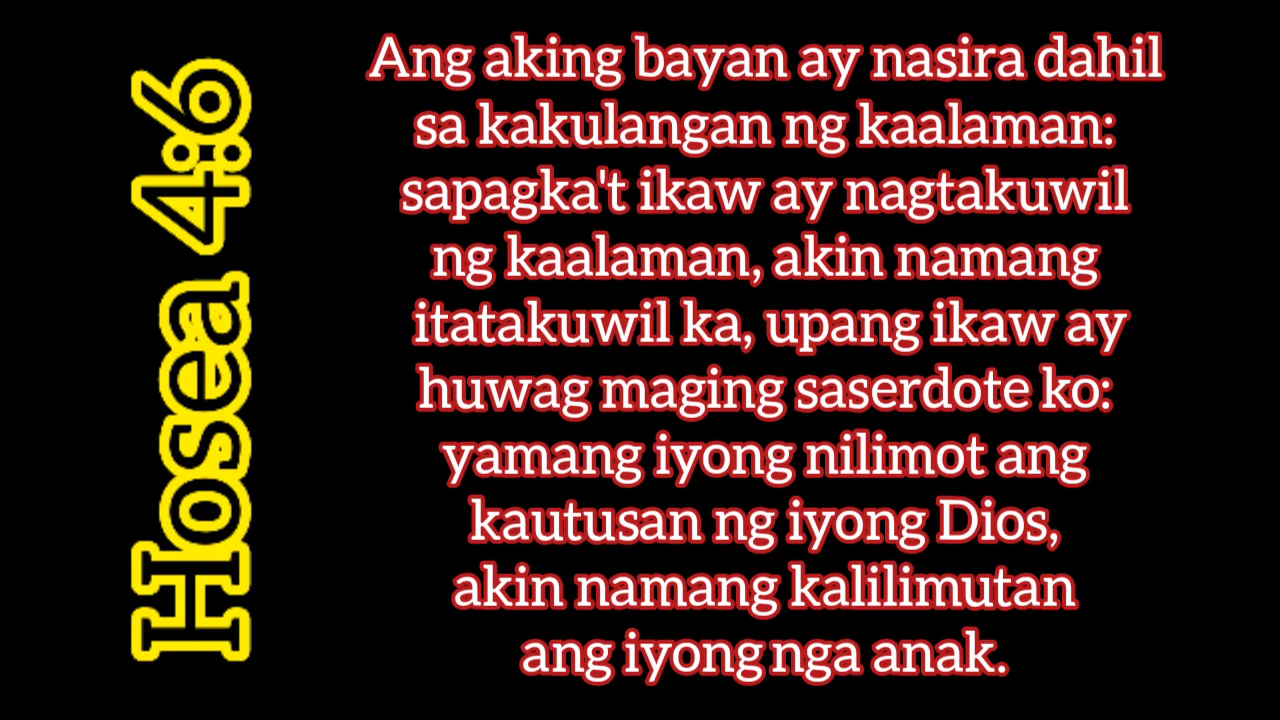 Hosea 4:6
Ang aking bayan ay nasira dahil
sa kakulangan ng kaalaman:
sapagka't ikaw ay nagtakuwil
ng kaalaman, akin namang
itatakuwil ka, upang ikaw ay
huwag maging saserdote ko:
yamang iyong nilimot ang
kautusan ng iyong Dios,
akin namang kalilimutan
ang iyong nga anak.